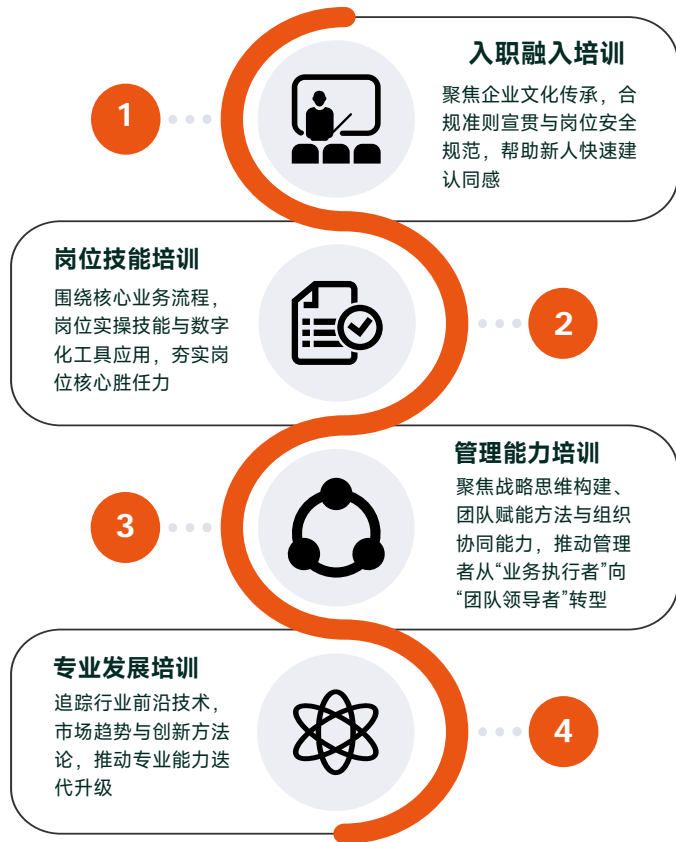 1
入职融入培训
聚焦企业文化传承，合
规准则宣贯与岗位安全
规范，帮助新人快速建
认同感
岗位技能培训
围绕核心业务流程，
岗位实操技能与数字
化工具应用，夯实岗
位核心胜任力
2
3
管理能力培训
聚焦战略思维构建、
团队赋能方法与组织
协同能力，推动管理
者从“业务执行者”向
“团队领导者”转型
专业发展培训
追踪行业前沿技术，
市场趋势与创新方法
论，推动专业能力迭
代升级
4